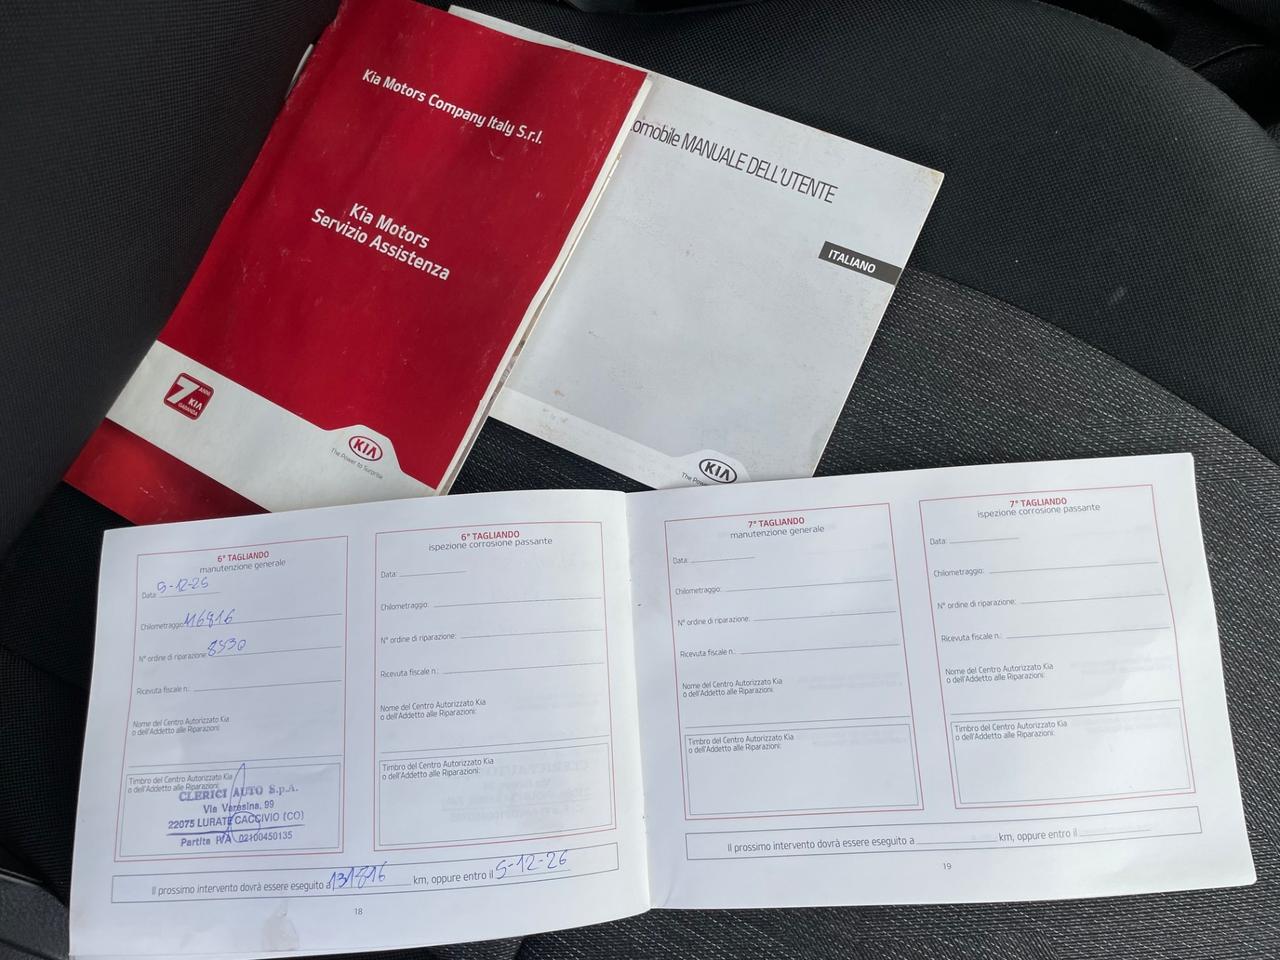 Kia Motors Company Italy S.r.l.
Kia Motors
Servizio Assistenza
7 ANNI
KIA
GARANZIA
KIA
The Power to Surprise
omobile MANUALE DELL'UTENTE
ITALIANO
KIA
The Power
6° TAGLIANDO
manutenzione generale
Data: 5-12-25
Chilometraggio: 116816
N° ordine di riparazione: 8530
Ricevuta fiscale n.:
Nome del Centro Autorizzato Kia
o dell'Addetto alle Riparazioni:
Timbro del Centro Autorizzato Kia
o dell'Addetto alle Riparazioni:
CLERICI AUTO S.p.A.
Via Varesina, 99
22075 LURATE CACCIVIO (CO)
Partita IVA 02100450135
6° TAGLIANDO
ispezione corrosione passante
Data:
Chilometraggio:
N° ordine di riparazione:
Ricevuta fiscale n.:
Nome del Centro Autorizzato Kia
o dell'Addetto alle Riparazioni:
Timbro del Centro Autorizzato Kia
o dell'Addetto alle Riparazioni:
Il prossimo intervento dovrà essere eseguito a 131816 km, oppure entro il 5-12-26
18
7° TAGLIANDO
manutenzione generale
Data:
Chilometraggio:
N° ordine di riparazione:
Ricevuta fiscale n.:
Nome del Centro Autorizzato Kia
o dell'Addetto alle Riparazioni:
Timbro del Centro Autorizzato Kia
o dell'Addetto alle Riparazioni:
7° TAGLIANDO
ispezione corrosione passante
Data:
Chilometraggio:
N° ordine di riparazione:
Ricevuta fiscale n.:
Nome del Centro Autorizzato Kia
o dell'Addetto alle Riparazioni:
Timbro del Centro Autorizzato Kia
o dell'Addetto alle Riparazioni:
Il prossimo intervento dovrà essere eseguito a km, oppure entro il
19